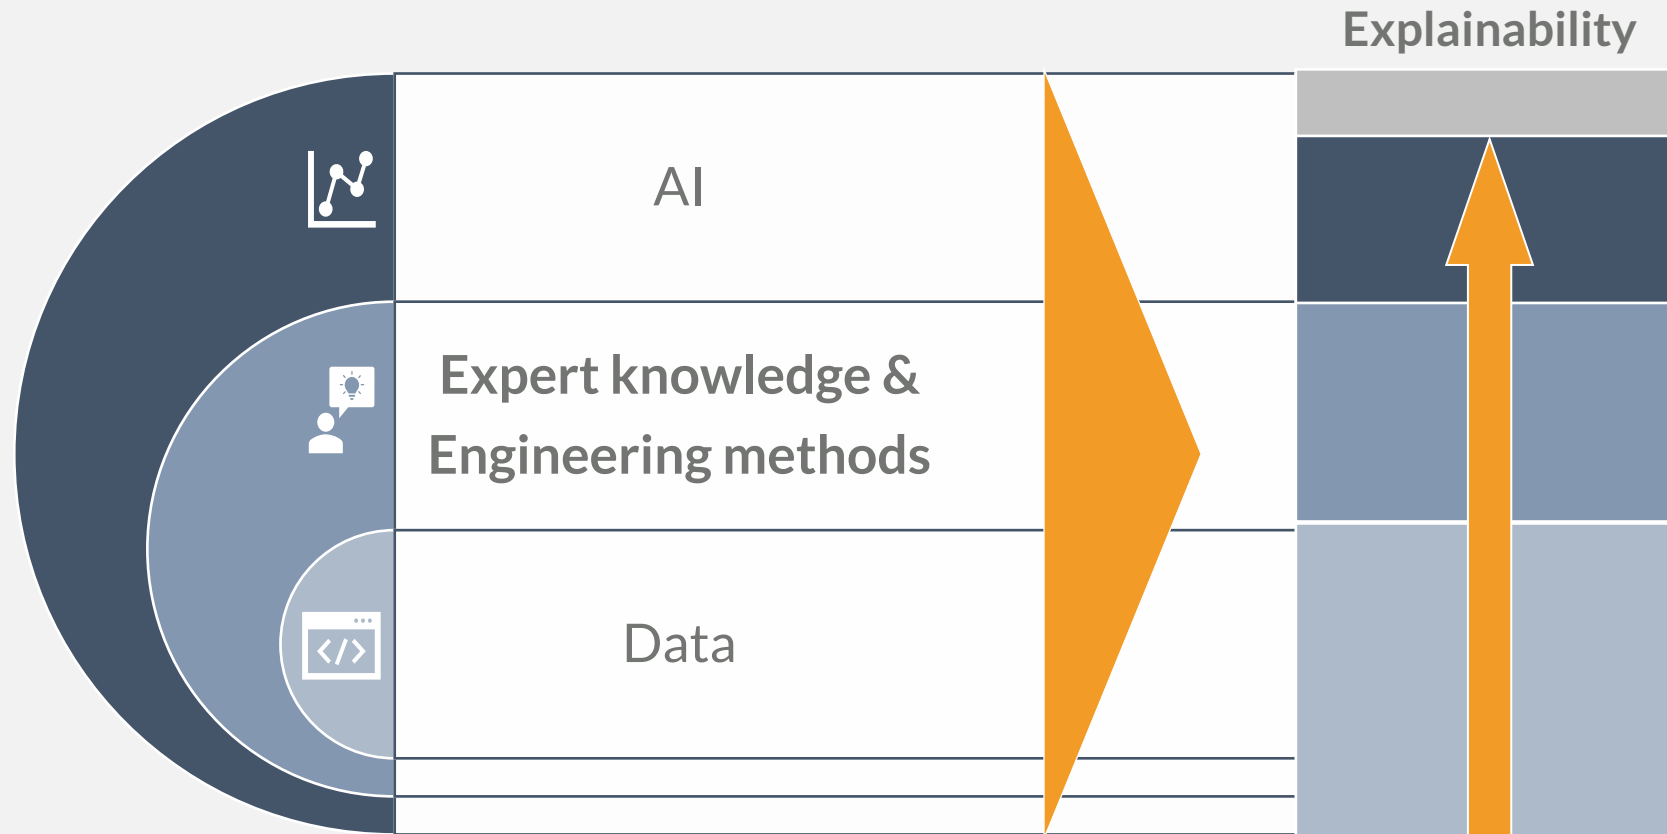 Explainability
AI
Expert knowledge &
Engineering methods
Data